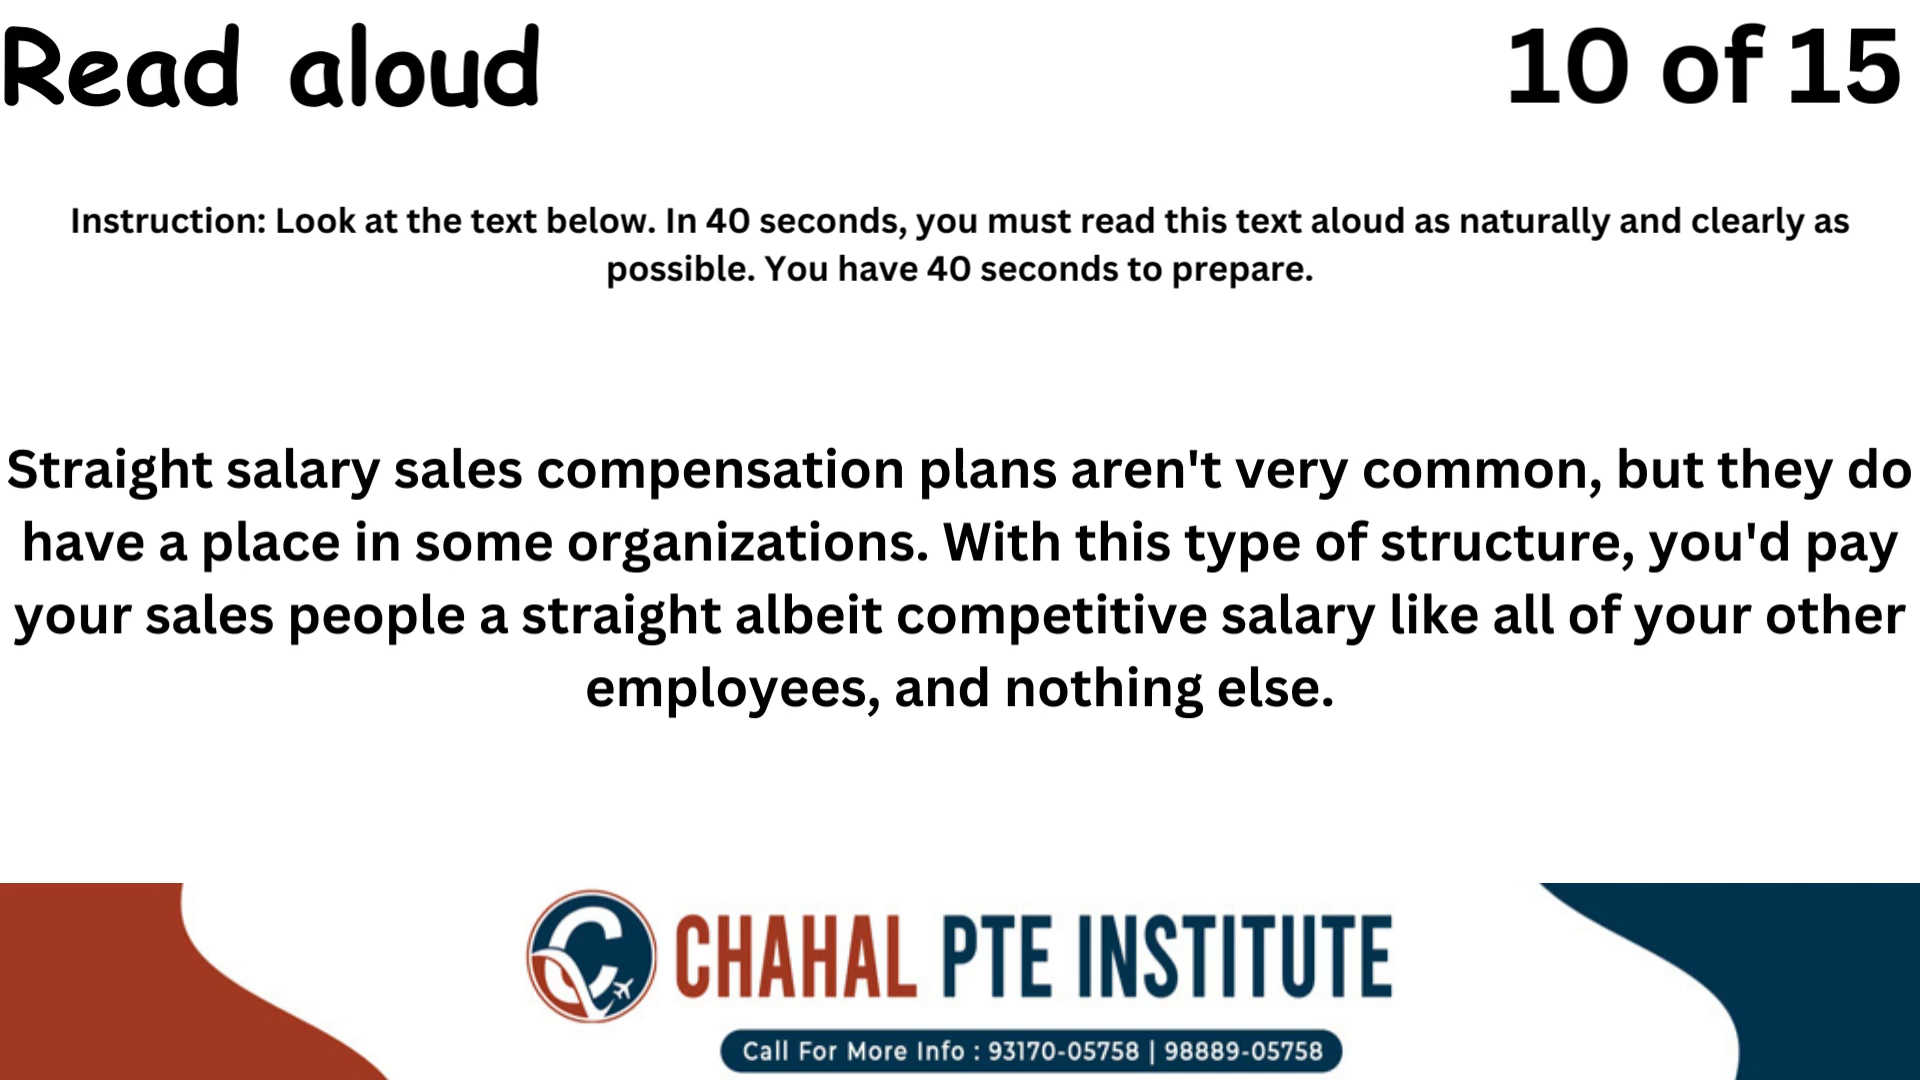 Read aloud
10 of 15
Instruction: Look at the text below. In 40 seconds, you must read this text aloud as naturally and clearly as
possible. You have 40 seconds to prepare.
Straight salary sales compensation plans aren't very common, but they do
have a place in some organizations. With this type of structure, you'd pay
your sales people a straight albeit competitive salary like all of your other
employees, and nothing else.
CHAHAL PTE INSTITUTE
Call For More Info : 93170-05758 | 98889-05758